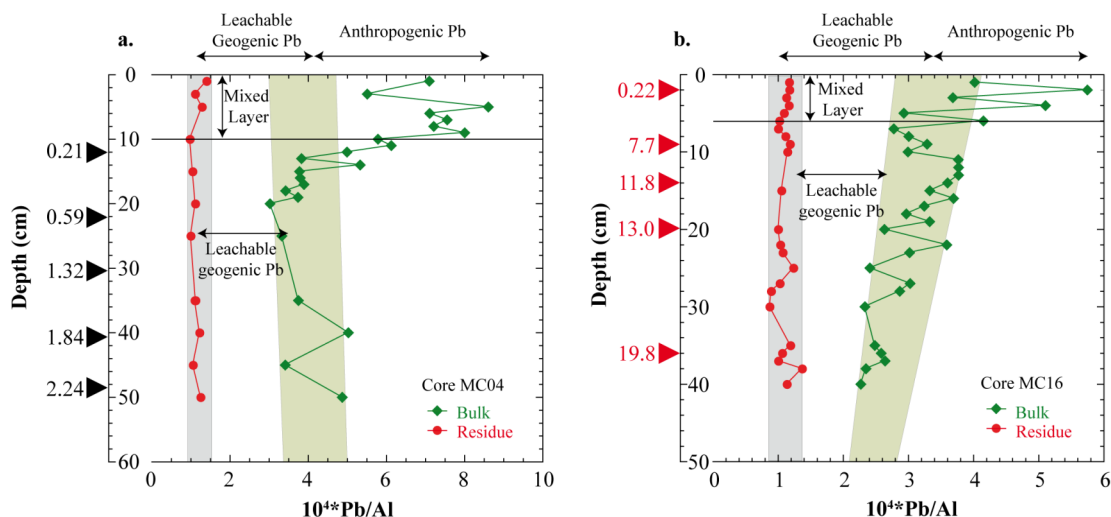 a.
Leachable
Geogenic Pb
Anthropogenic Pb
0
10
20
30
40
50
60
Depth (cm)
0.21
0.59
1.32
1.84
2.24
Mixed
Layer
Leachable
geogenic Pb
Core MC04
Bulk
Residue
0 2 4 6 8 10
10⁴*Pb/Al
b.
Leachable
Geogenic Pb
Anthropogenic Pb
0
10
20
30
40
50
Depth (cm)
0.22
7.7
11.8
13.0
19.8
Mixed
Layer
Leachable
geogenic Pb
Core MC16
Bulk
Residue
0 1 2 3 4 5 6
10⁴*Pb/Al